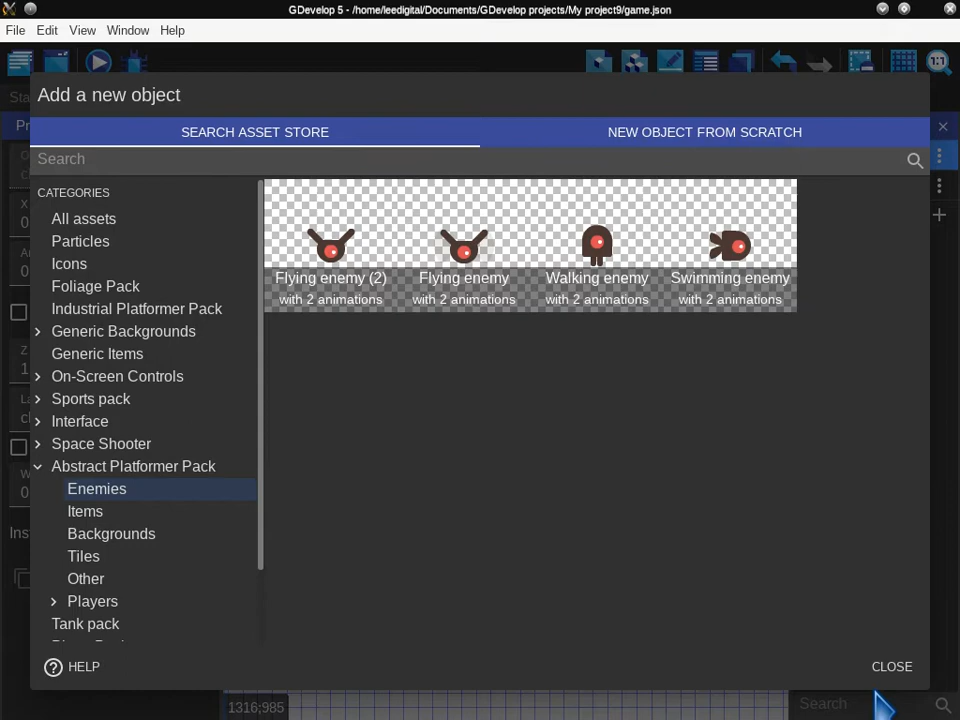 GDevelop 5 - /home/leedigital/Documents/GDevelop projects/My project9/game.json
File Edit View Window Help
Add a new object
SEARCH ASSET STORE
NEW OBJECT FROM SCRATCH
Search
CATEGORIES
All assets
Particles
Icons
Foliage Pack
Industrial Platformer Pack
Generic Backgrounds
Generic Items
On-Screen Controls
Sports pack
Interface
Space Shooter
Abstract Platformer Pack
Enemies
Items
Backgrounds
Tiles
Other
Players
Tank pack
Flying enemy (2)
with 2 animations
Flying enemy
with 2 animations
Walking enemy
with 2 animations
Swimming enemy
with 2 animations
HELP
CLOSE
1:1
1316;985
Search